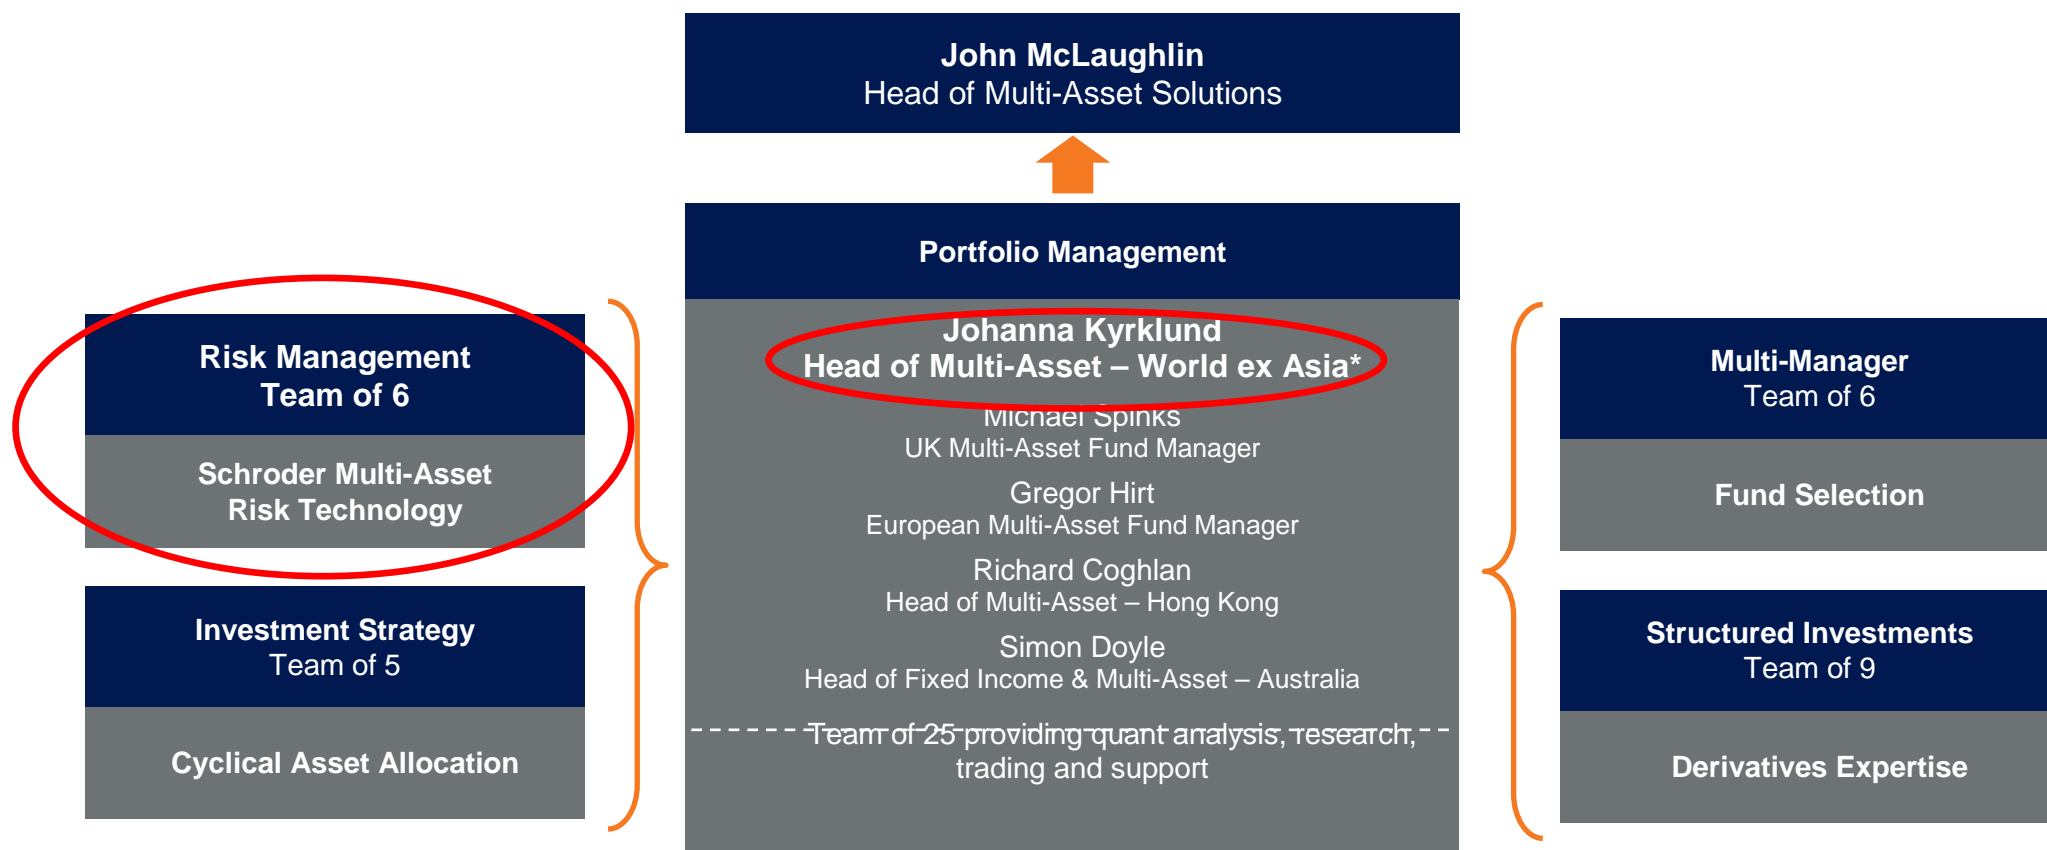 John McLaughlin
Head of Multi-Asset Solutions
Portfolio Management
Risk Management
Team of 6
Schroder Multi-Asset
Risk Technology
Investment Strategy
Team of 5
Cyclical Asset Allocation
Johanna Kyrklund
Head of Multi-Asset – World ex Asia*
Michael Spinks
UK Multi-Asset Fund Manager
Gregor Hirt
European Multi-Asset Fund Manager
Richard Coghlan
Head of Multi-Asset – Hong Kong
Simon Doyle
Head of Fixed Income & Multi-Asset – Australia
Team of 25 providing quant analysis, research,
trading and support
Multi-Manager
Team of 6
Fund Selection
Structured Investments
Team of 9
Derivatives Expertise